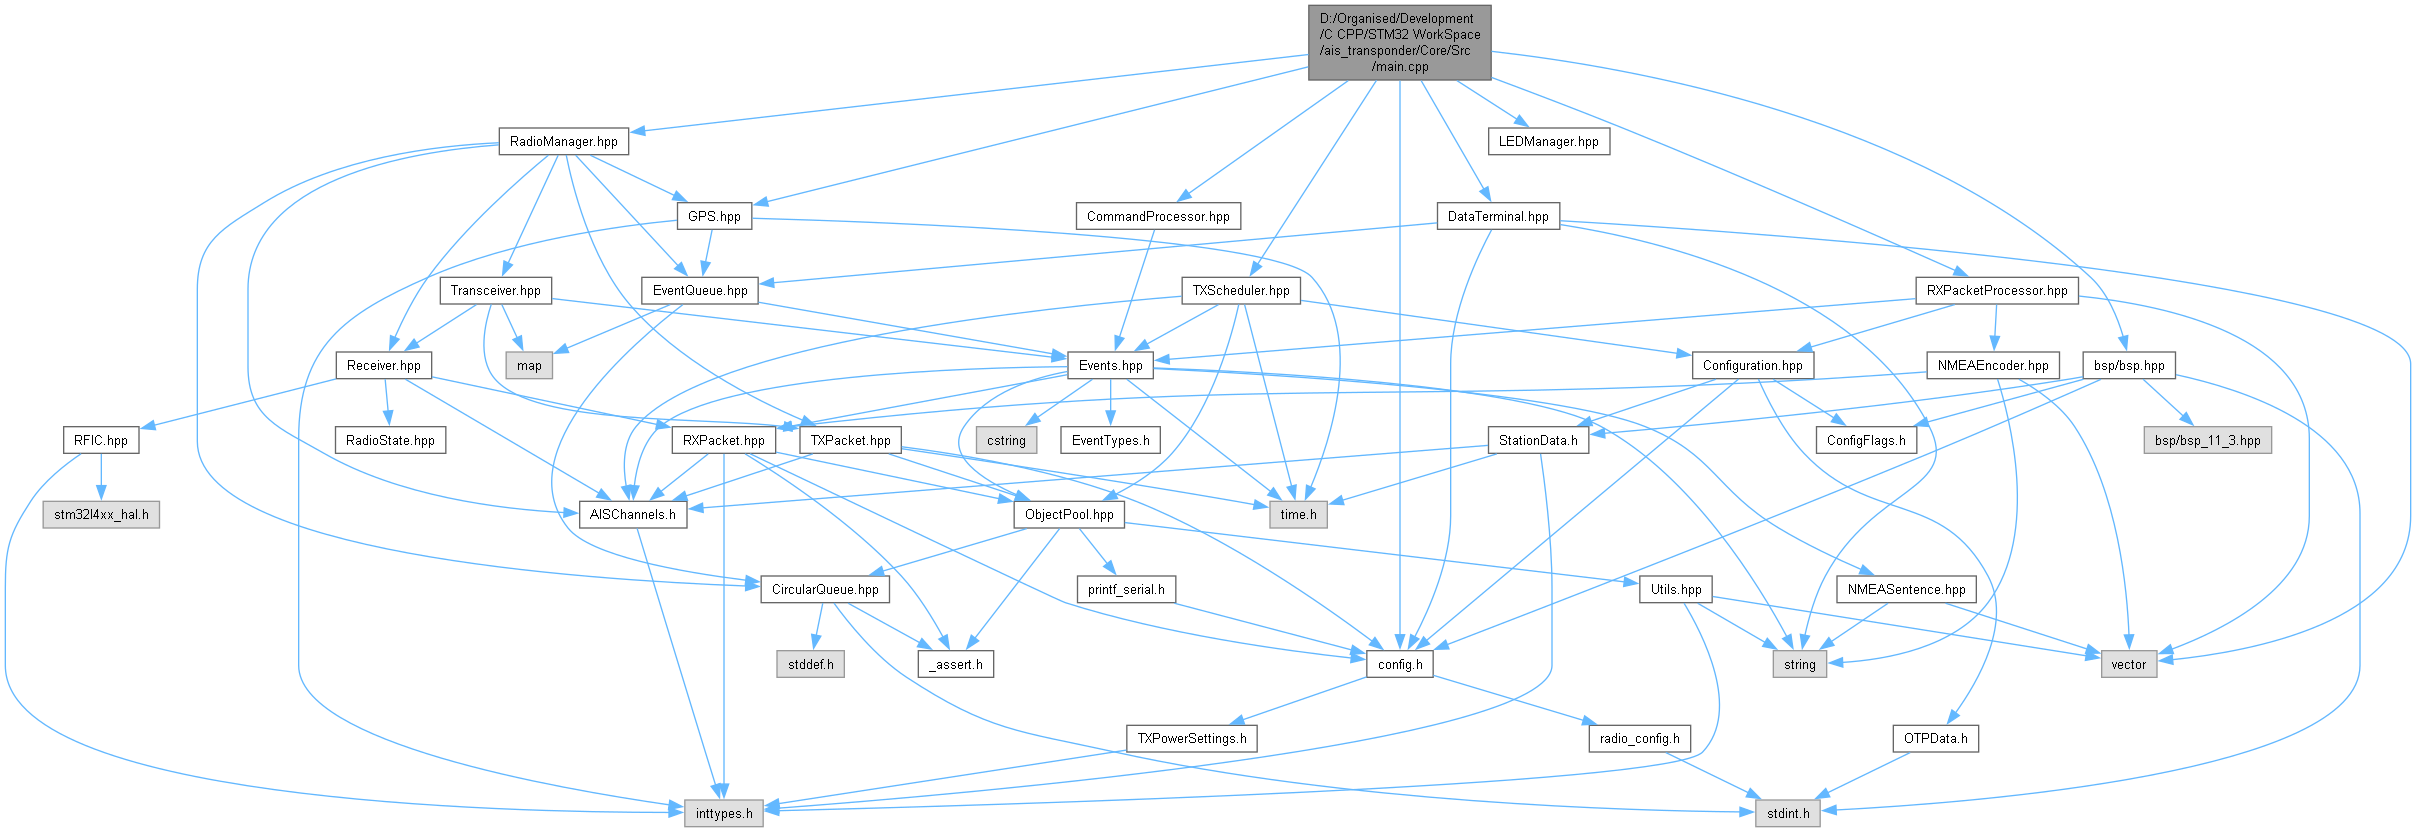 D:/Organised/Development
/C CPP/STM32 WorkSpace
/ais_transponder/Core/Src
/main.cpp
RadioManager.hpp
LEDManager.hpp
GPS.hpp
CommandProcessor.hpp
DataTerminal.hpp
Transceiver.hpp
EventQueue.hpp
TXScheduler.hpp
RXPacketProcessor.hpp
Receiver.hpp
map
Events.hpp
Configuration.hpp
NMEAEncoder.hpp
bsp/bsp.hpp
RFIC.hpp
RadioState.hpp
RXPacket.hpp
TXPacket.hpp
cstring
EventTypes.h
StationData.h
ConfigFlags.h
bsp/bsp_11_3.hpp
stm32l4xx_hal.h
AISChannels.h
ObjectPool.hpp
time.h
CircularQueue.hpp
printf_serial.h
Utils.hpp
NMEASentence.hpp
stddef.h
_assert.h
config.h
string
vector
TXPowerSettings.h
radio_config.h
OTPData.h
inttypes.h
stdint.h